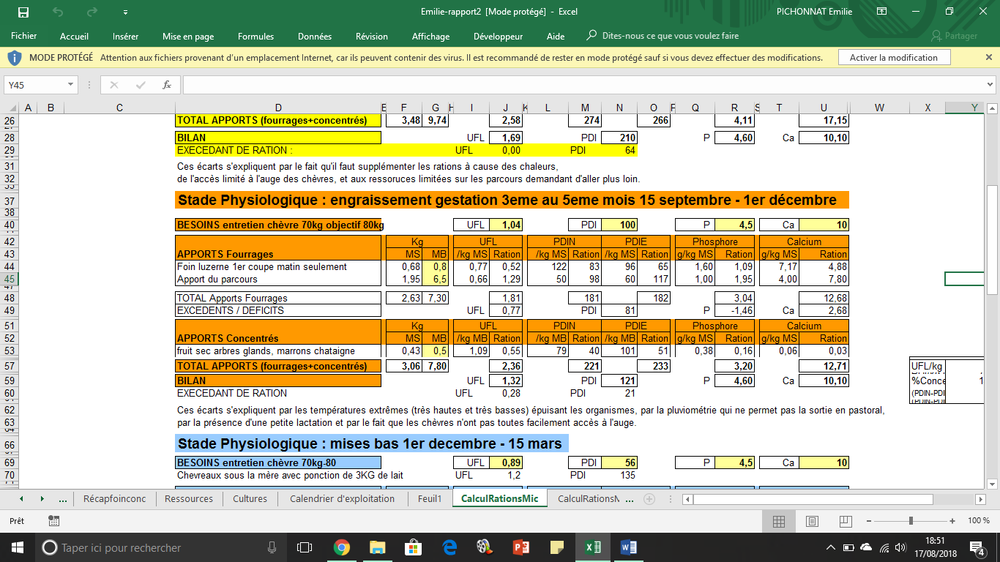 Emilie-rapport2 [Mode protégé] - Excel PICHONNAT Emilie
Fichier Accueil Insérer Mise en page Formules Données Révision Affichage Développeur Aide Dites-nous ce que vous voulez faire Partager
MODE PROTÉGÉ Attention aux fichiers provenant d'un emplacement Internet, car ils peuvent contenir des virus. Il est recommandé de rester en mode protégé sauf si vous devez effectuer des modifications. Activer la modification
Y45 fx
A B C D E F G H I J K L M N O P Q R S T U W X Y
26 TOTAL APPORTS (fourrages+concentrés) 3,48 9,74 2,58 274 266 4,11 17,15
28 BILAN UFL 1,69 PDI 210 P 4,60 Ca 10,10
29 EXECEDANT DE RATION : UFL 0,00 PDI 64
31 Ces écarts s'expliquent par le fait qu'il faut supplémenter les rations à cause des chaleurs,
32 de l'accès limité à l'auge des chèvres, et aux ressoruces limitées sur les parcours demandant d'aller plus loin.
37 Stade Physiologique : engraissement gestation 3eme au 5eme mois 15 septembre - 1er décembre
38
40 BESOINS entretien chèvre 70kg objectif 80kg UFL 1,04 PDI 100 P 4,5 Ca 10
42 Kg UFL PDIN PDIE Phosphore Calcium
43 APPORTS Fourrages MS MB /kg MS Ration /kg MS Ration /kg MS Ration g/kg MS Ration g/kg MS Ration
44 Foin luzerne 1er coupe matin seulement 0,68 0,8 0,77 0,52 122 83 96 65 1,60 1,09 7,17 4,88
45 Apport du parcours 1,95 6,5 0,66 1,29 50 98 60 117 1,00 1,95 4,00 7,80
48 TOTAL Apports Fourrages 2,63 7,30 1,81 181 182 3,04 12,68
49 EXCEDENTS / DEFICITS UFL 0,77 PDI 81 P -1,46 Ca 2,68
51 Kg UFL PDIN PDIE Phosphore Calcium
52 APPORTS Concentrés MS MB /kg MB Ration /kg MB Ration /kg MB Ration g/kg MS Ration g/kg MS Ration
53 fruit sec arbres glands, marrons chataigne 0,43 0,5 1,09 0,55 79 40 101 51 0,38 0,16 0,06 0,03
57 TOTAL APPORTS (fourrages+concentrés) 3,06 7,80 2,36 221 233 3,20 12,71 UFL/kg
59 BILAN UFL 1,32 PDI 121 P 4,60 Ca 10,10 %Conce 1
60 EXECEDANT DE RATION UFL 0,28 PDI 21 (PDIN-PDI
62 Ces écarts s'expliquent par les températures extrêmes (très hautes et très basses) épuisant les organismes, par la pluviométrie qui ne permet pas la sortie en pastoral,
63 par la présence d'une petite lactation et par le fait que les chèvres n'ont pas toutes facilement accès à l'auge.
66 Stade Physiologique : mises bas 1er decembre - 15 mars
69 BESOINS entretien chèvre 70kg-80 UFL 0,89 PDI 56 P 4,5 Ca 10
70 Chevreaux sous la mère avec ponction de 3KG de lait UFL 1,2 PDI 135
... Récapfoinconc Ressources Cultures Calendrier d'exploitation Feuil1 CalculRationsMic CalculRationsM ...
Prêt 100 %
Taper ici pour rechercher 18:51
17/08/2018 4